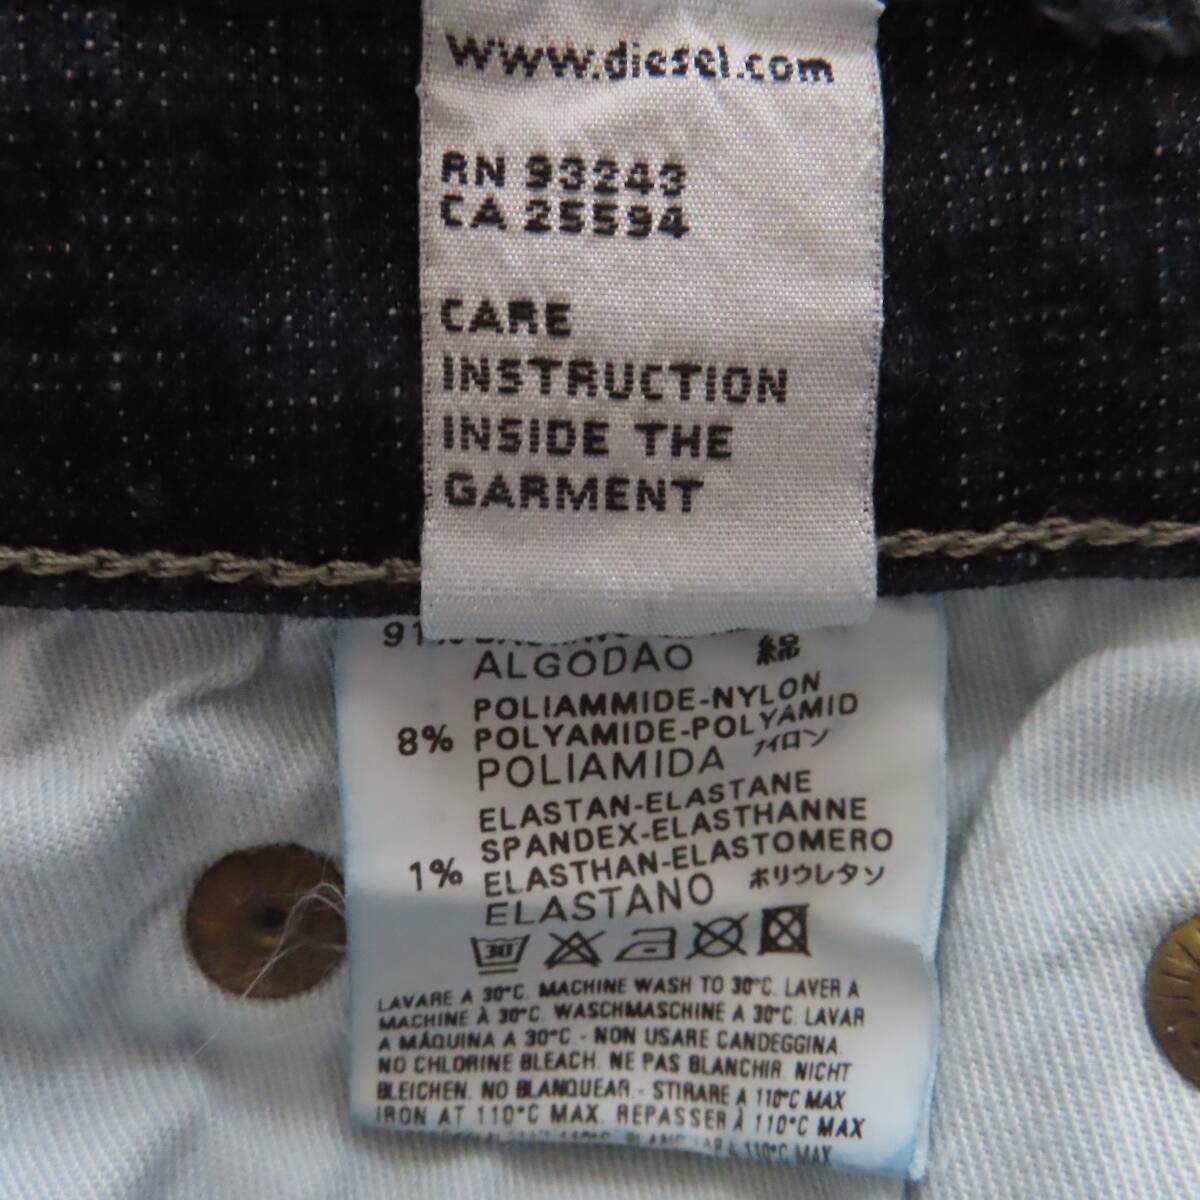 www.diesel.com
RN 93243
CA 25594
CARE
INSTRUCTION
INSIDE THE
GARMENT
91%
ALGODAO 綿
POLIAMMIDE-NYLON
8% POLYAMIDE-POLYAMID
POLIAMIDA ナイロン
ELASTAN-ELASTANE
SPANDEX-ELASTHANNE
1% ELASTHAN-ELASTOMERO
ELASTANO ポリウレタン
30
LAVARE A 30°C. MACHINE WASH TO 30°C. LAVER A
MACHINE À 30°C. WASCHMASCHINE A 30°C. LAVAR
A MÁQUINA A 30°C.- NON USARE CANDEGGINA.
NO CHLORINE BLEACH. NE PAS BLANCHIR. NICHT
BLEICHEN. NO BLANQUEAR.- STIRARE A 110°C MAX
IRON AT 110°C MAX. REPASSER À 110°C MAX
110°C MAX